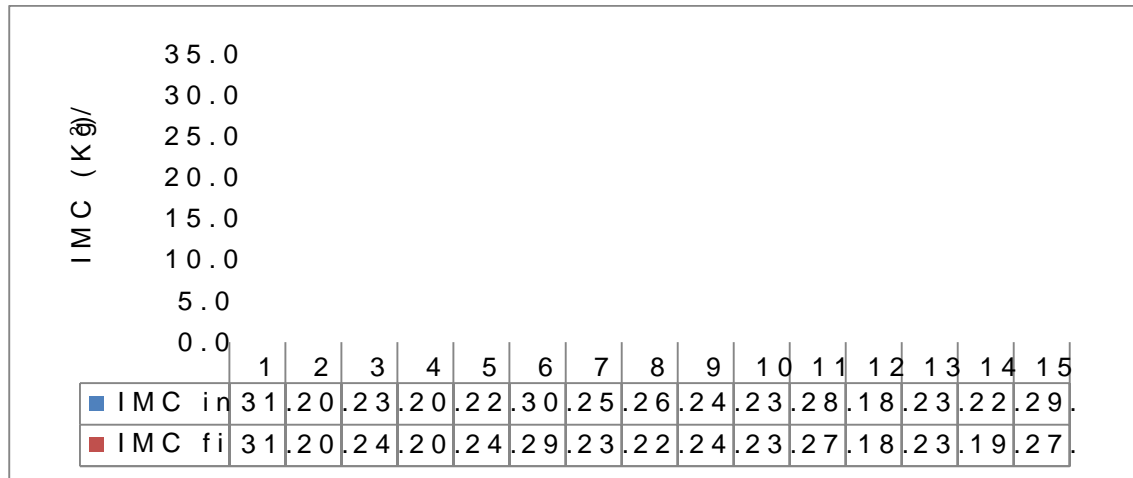 35.0
30.0
25.0
20.0
15.0
10.0
5.0
0.0
IMC (Kg/
1 2 3 4 5 6 7 8 9 10 11 12 13 14 15
IMC in 31. 20. 23. 20. 22. 30. 25. 26. 24. 23. 28. 18. 23. 22. 29.
IMC fi 31. 20. 24. 20. 24. 29. 23. 22. 24. 23. 27. 18. 23. 19. 27.